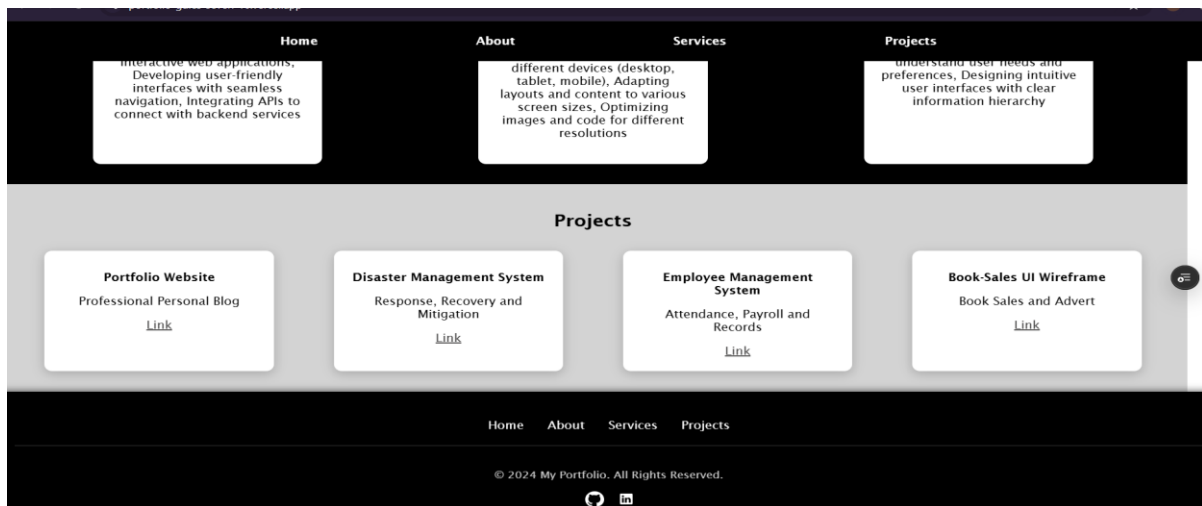 Home About Services Projects
interactive web applications,
Developing user-friendly
interfaces with seamless
navigation, Integrating APIs to
connect with backend services
different devices (desktop,
tablet, mobile), Adapting
layouts and content to various
screen sizes, Optimizing
images and code for different
resolutions
understand user needs and
preferences, Designing intuitive
user interfaces with clear
information hierarchy
Projects
Portfolio Website
Professional Personal Blog
Link
Disaster Management System
Response, Recovery and
Mitigation
Link
Employee Management
System
Attendance, Payroll and
Records
Link
Book-Sales UI Wireframe
Book Sales and Advert
Link
Home About Services Projects
© 2024 My Portfolio. All Rights Reserved.
in